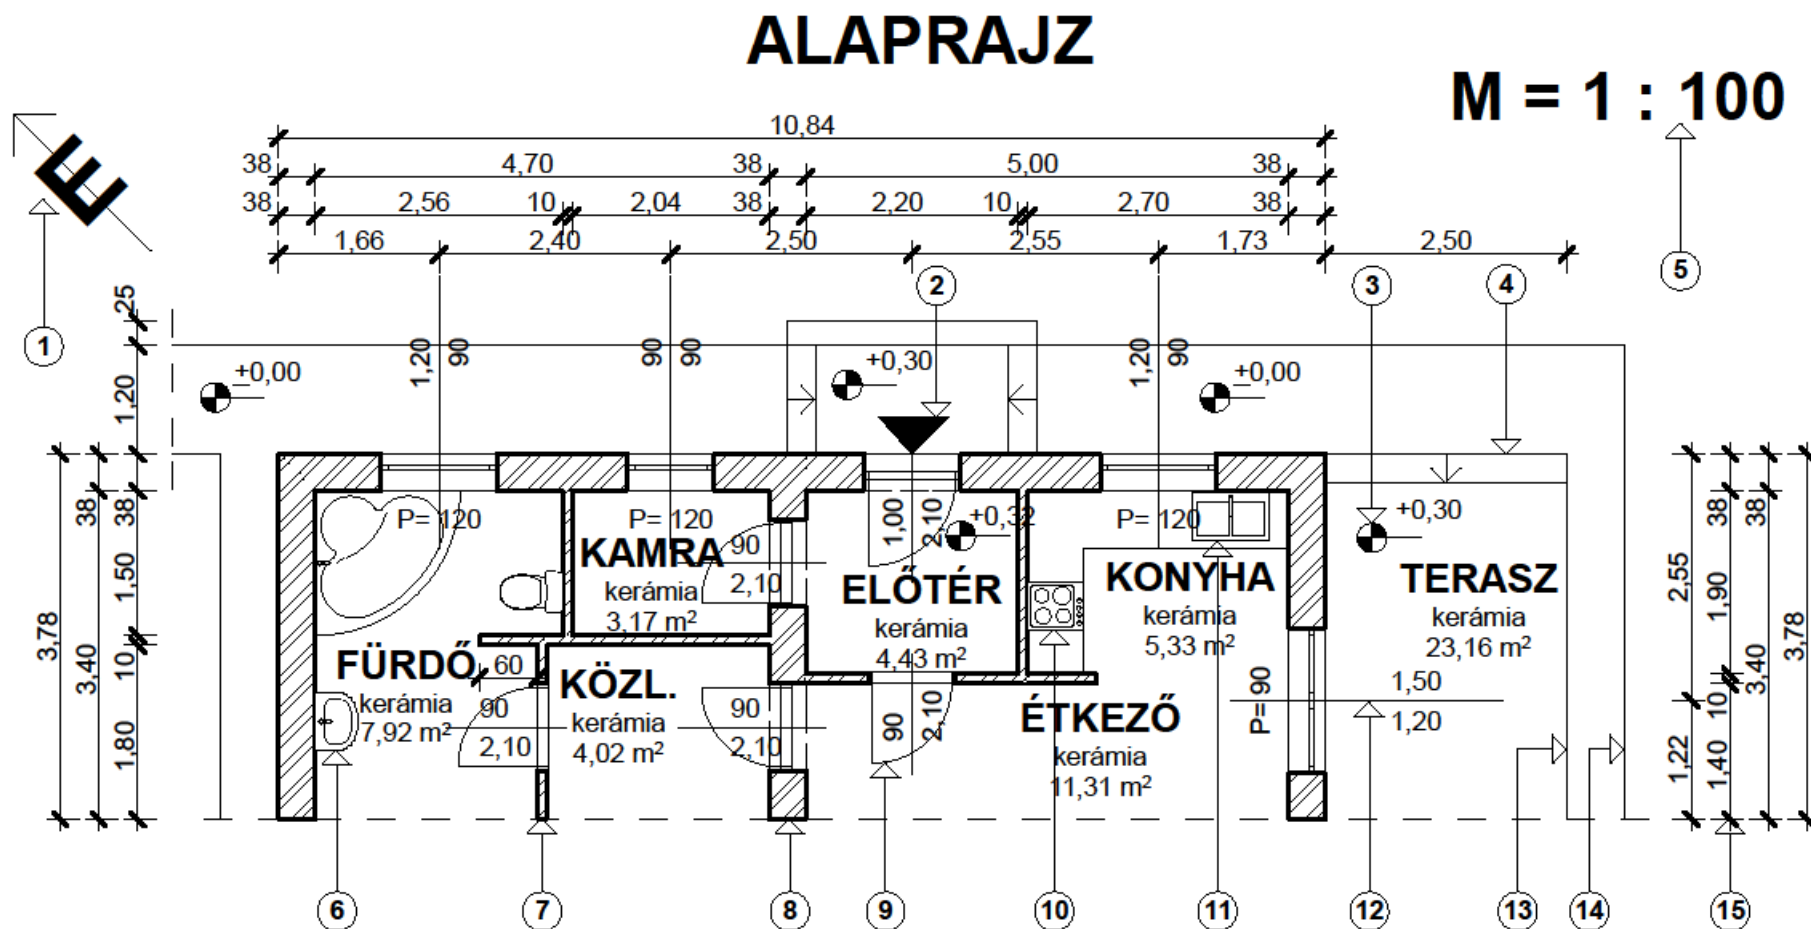 ALAPRAJZ
M = 1 : 100
É
10,84
38 4,70 38 5,00 38
38 2,56 10 2,04 38 2,20 10 2,70 38
1,66 2,40 2,50 2,55 1,73 2,50
1 2 3 4 5
25
1,20
38
1,50
10
1,80
38
3,40
3,78
+0,00
1,20
90
90
90
+0,30
1,20
90
+0,00
P= 120
P= 120
1,00
2,10
+0,32
P= 120
+0,30
KAMRA
kerámia
3,17 m²
90
2,10
ELŐTÉR
kerámia
4,43 m²
KONYHA
kerámia
5,33 m²
TERASZ
kerámia
23,16 m²
FÜRDŐ
kerámia
7,92 m²
60
90
2,10
KÖZL.
kerámia
4,02 m²
90
2,10
90
2,10
ÉTKEZŐ
kerámia
11,31 m²
P= 90
1,50
1,20
2,55
1,22
38
1,90
10
1,40
38
3,40
3,78
6 7 8 9 10 11 12 13 14 15